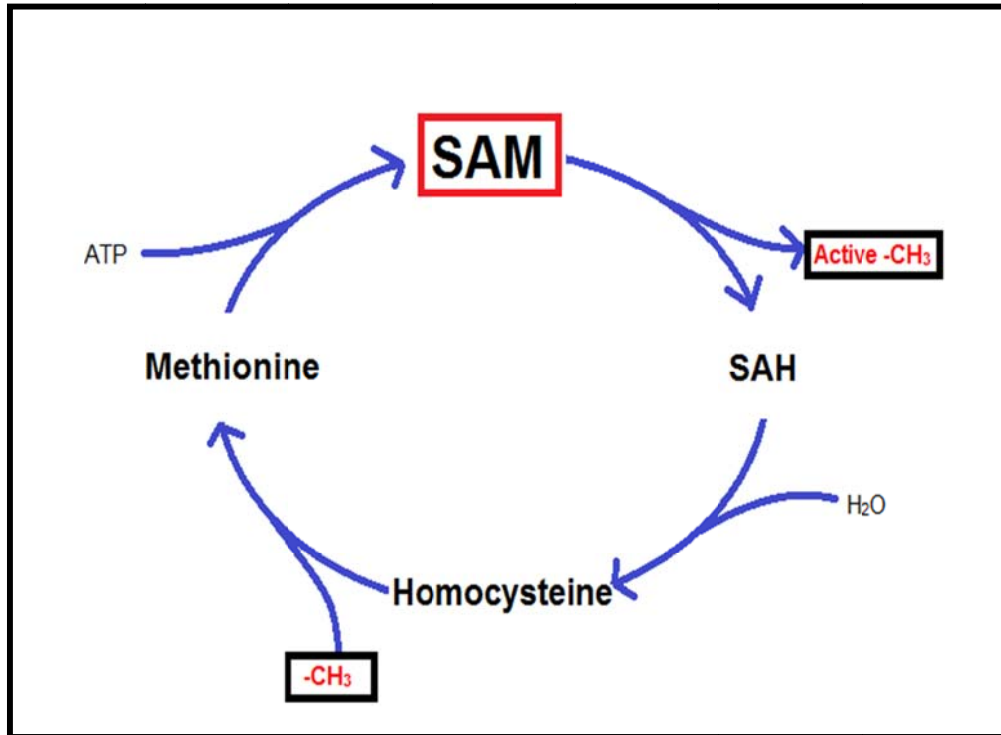 SAM
ATP
Active -CH₃
Methionine
SAH
H₂O
Homocysteine
-CH₃